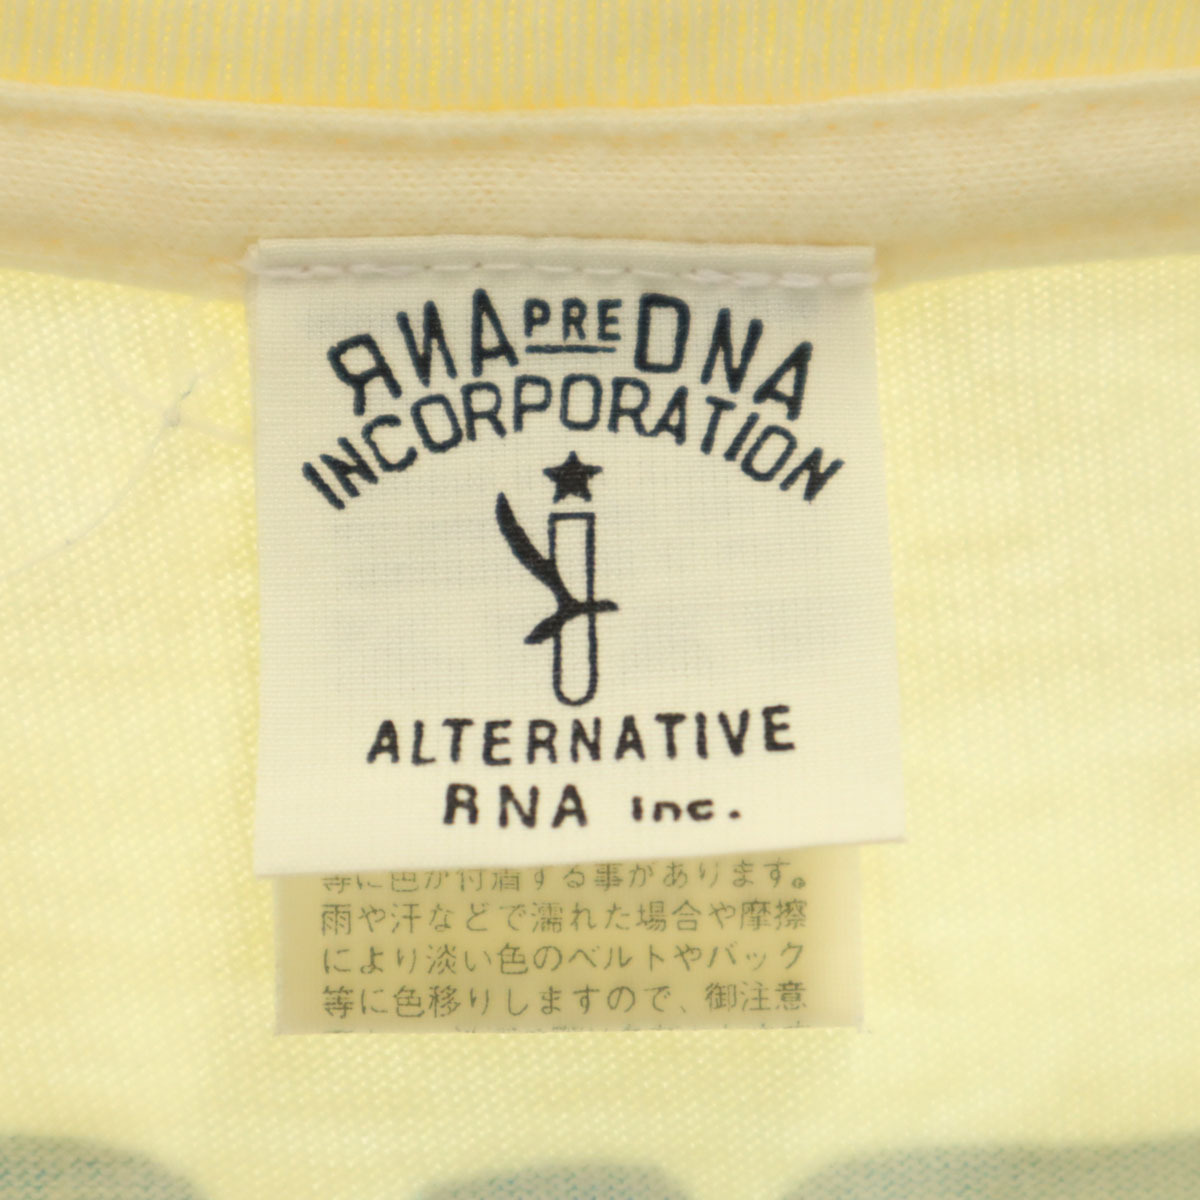 ЯИA PRE DNA
INCORPORATION
ALTERNATIVE
RNA Inc.
等に色が付着する事があります。
雨や汗などで濡れた場合や摩擦
により淡い色のベルトやバック
等に色移りしますので、御注意